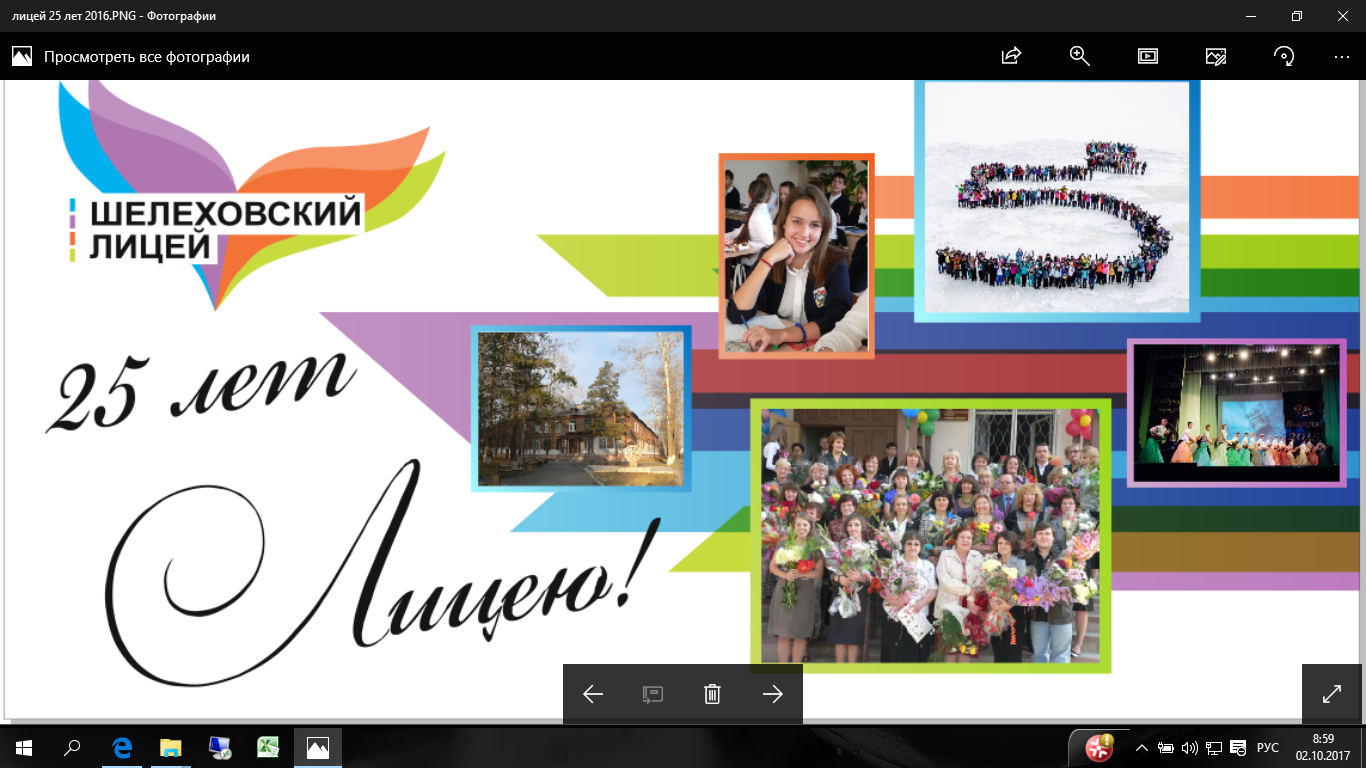 лицей 25 лет 2016.PNG - Фотографии
Просмотреть все фотографии
ШЕЛЕХОВСКИЙ
ЛИЦЕЙ
25 лет
Лицею!
РУС
8:59
02.10.2017